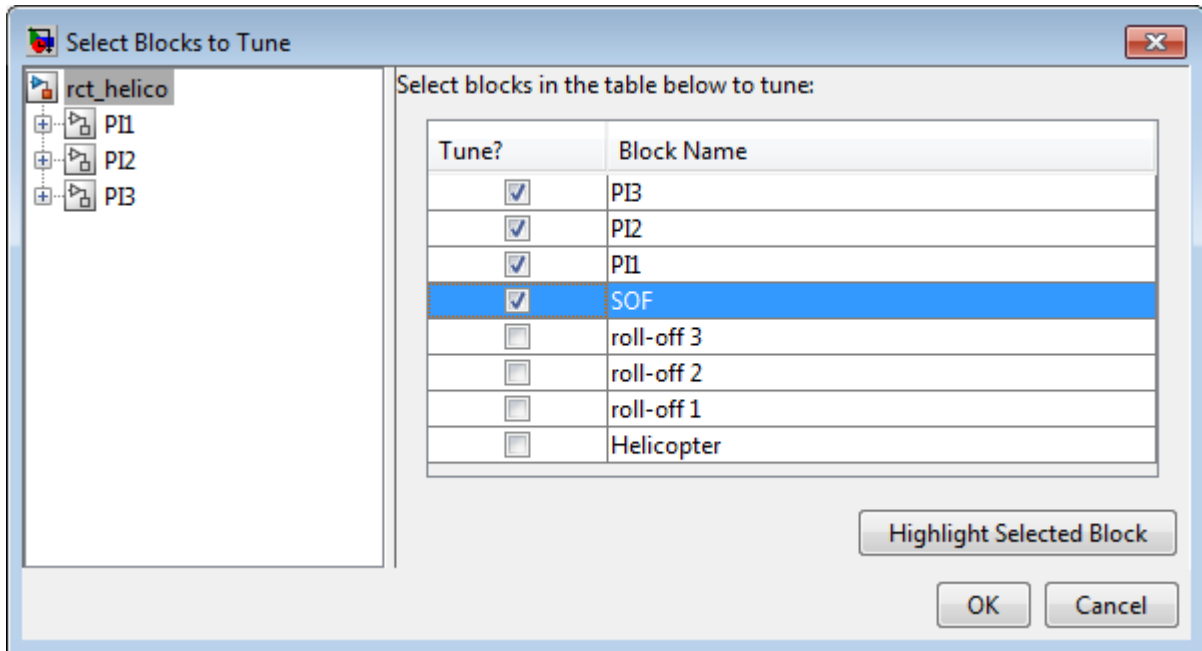 Select Blocks to Tune
rct_helico
PI1
PI2
PI3
Select blocks in the table below to tune:
Tune? Block Name
PI3
PI2
PI1
SOF
roll-off 3
roll-off 2
roll-off 1
Helicopter
Highlight Selected Block
OK Cancel